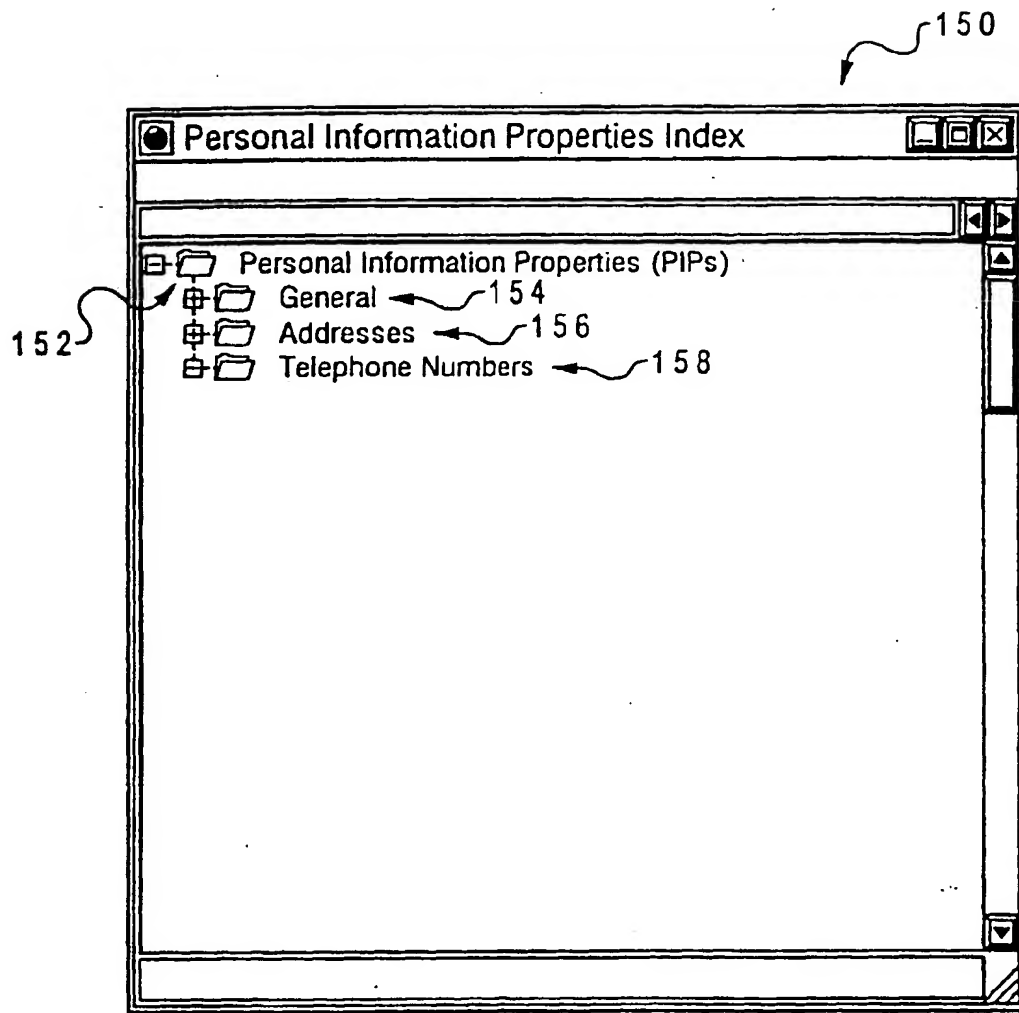 150
Personal Information Properties Index
Personal Information Properties (PIPs)
General 154
152 Addresses 156
Telephone Numbers 158